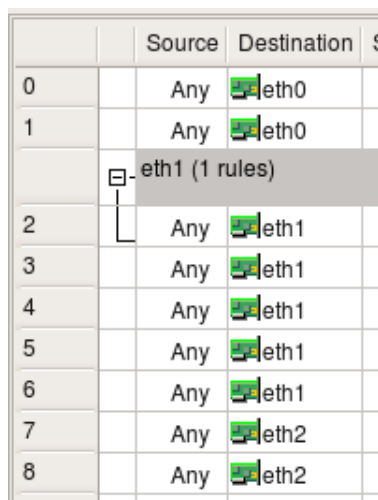 Source Destination S
0 Any eth0
1 Any eth0
eth1 (1 rules)
2 Any eth1
3 Any eth1
4 Any eth1
5 Any eth1
6 Any eth1
7 Any eth2
8 Any eth2